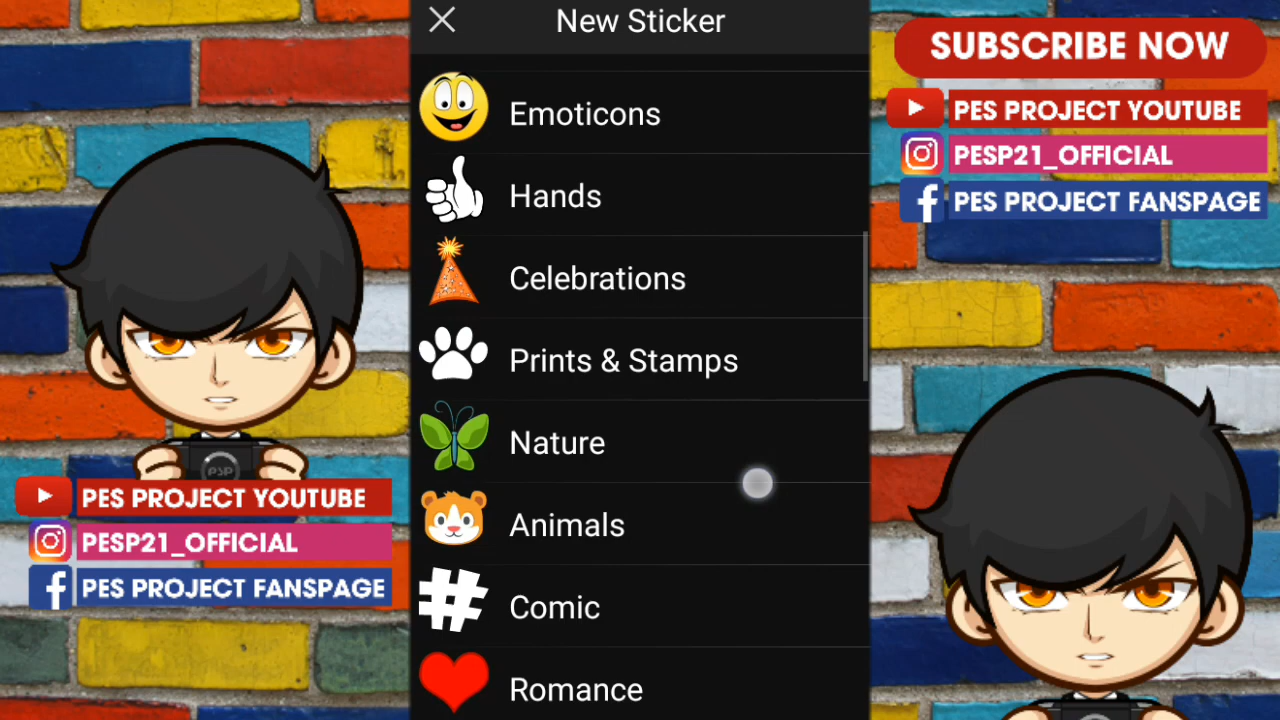 New Sticker
Emoticons
Hands
Celebrations
Prints & Stamps
Nature
Animals
Comic
Romance
SUBSCRIBE NOW
PES PROJECT YOUTUBE
PESP21_OFFICIAL
PES PROJECT FANSPAGE
PSP
PES PROJECT YOUTUBE
PESP21_OFFICIAL
PES PROJECT FANSPAGE